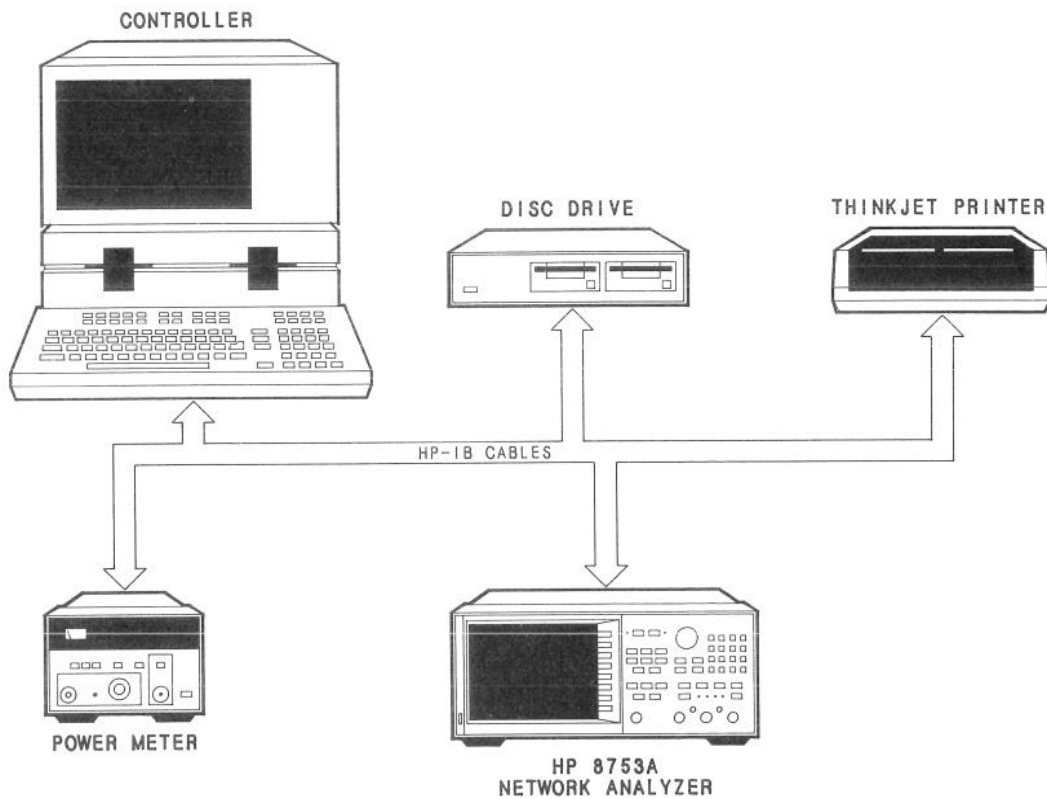 CONTROLLER
DISC DRIVE
THINKJET PRINTER
HP-IB CABLES
POWER METER
HP 8753A
NETWORK ANALYZER